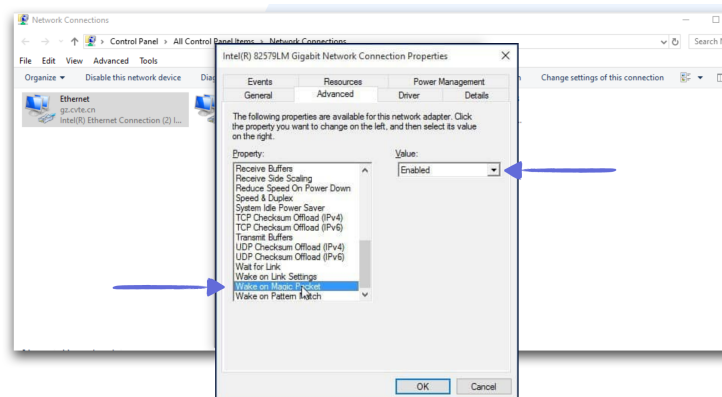 Network Connections
Control Panel > All Control Panel Items > Network Connections
Search
File Edit View Advanced Tools
Organize Disable this network device
Change settings of this connection
Ethernet
gz.cvte.cn
Intel(R) Ethernet Connection (2) I...
Intel(R) 82579LM Gigabit Network Connection Properties
Events Resources Power Management
General Advanced Driver Details
The following properties are available for this network adapter. Click
the property you want to change on the left, and then select its value
on the right.
Property:
Value:
Receive Buffers
Receive Side Scaling
Reduce Speed On Power Down
Speed & Duplex
System Idle Power Saver
TCP Checksum Offload (IPv4)
TCP Checksum Offload (IPv6)
Transmit Buffers
UDP Checksum Offload (IPv4)
UDP Checksum Offload (IPv6)
Wait for Link
Wake on Link Settings
Wake on Magic Packet
Wake on Pattern Match
Enabled
OK Cancel